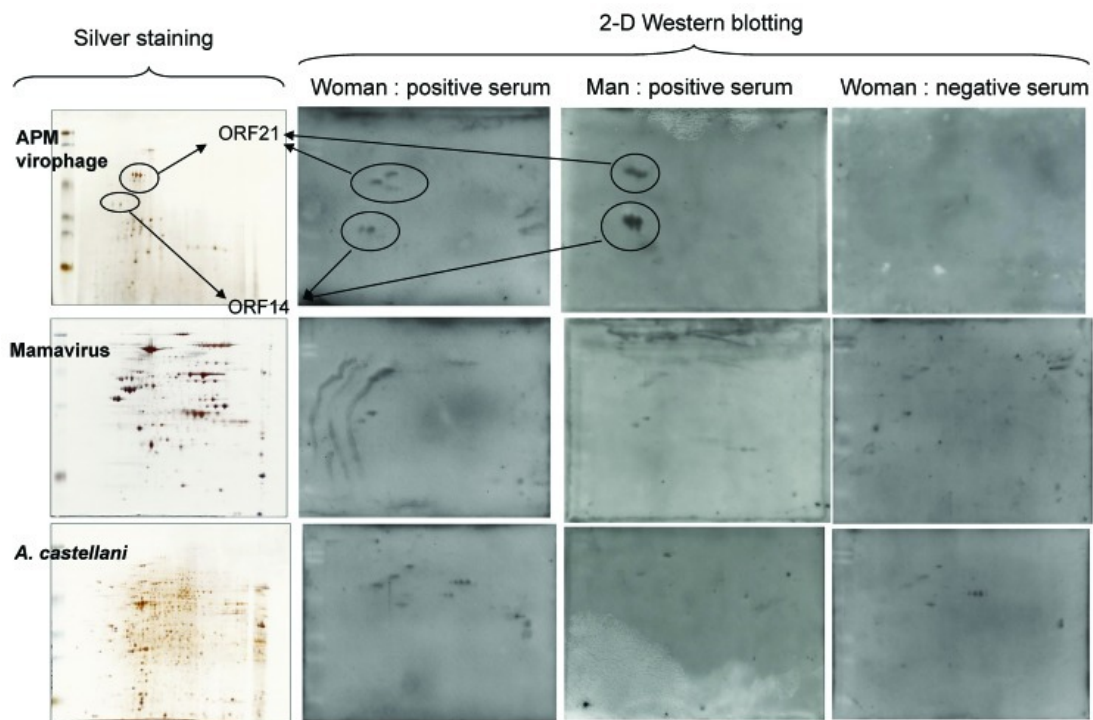 2-D Western blotting
Silver staining
Woman : positive serum
Man : positive serum
Woman : negative serum
APM
virophage
ORF21
ORF14
Mamavirus
A. castellani